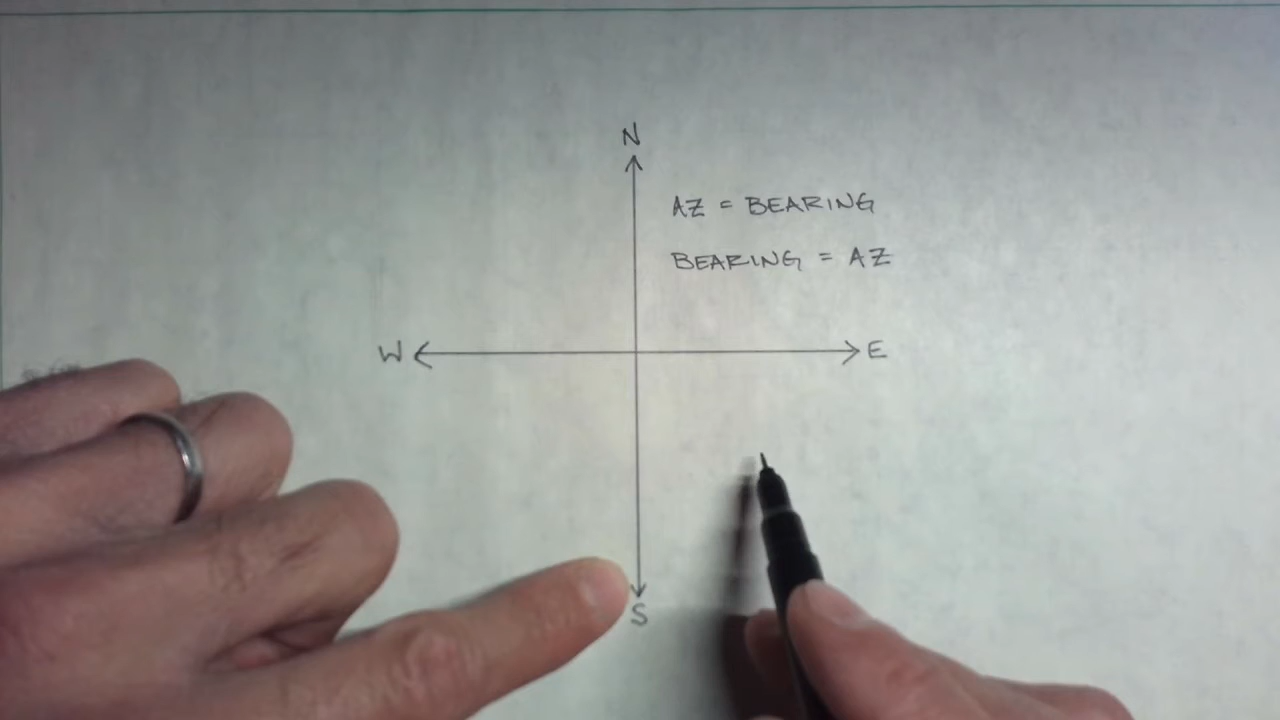 N
AZ = BEARING
BEARING = AZ
W E
S